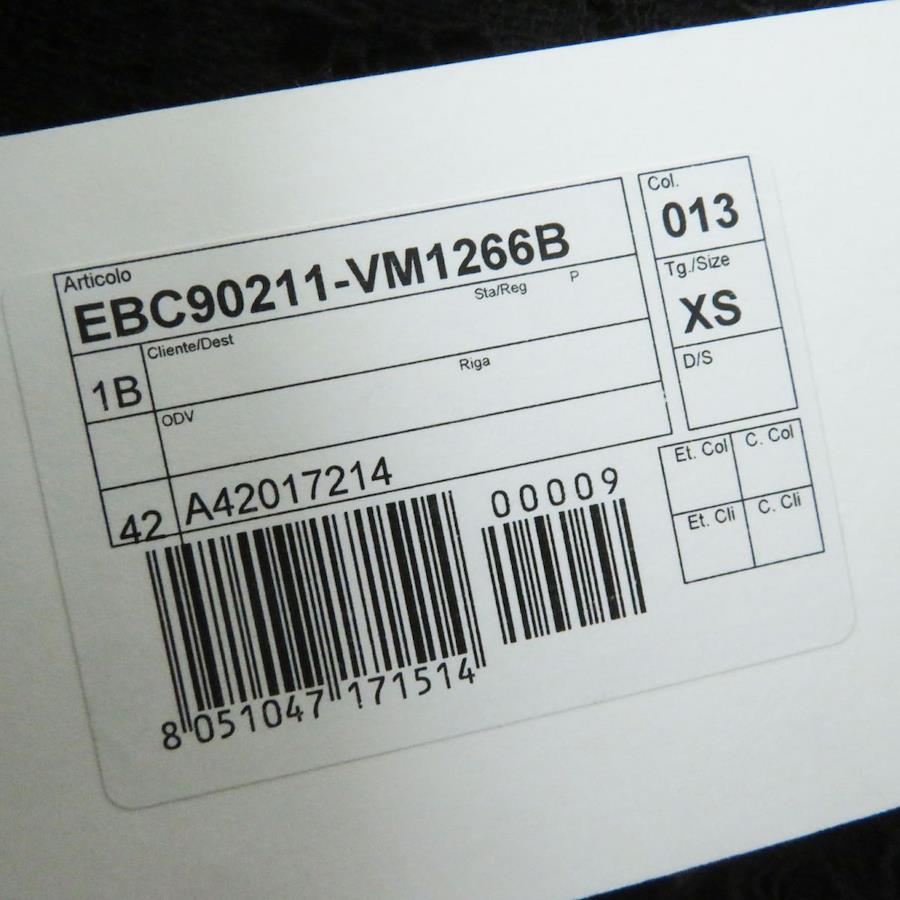 Articolo
EBC90211-VM1266B
Col.
013
Tg./Size
XS
D/S
Sta/Reg P
1B Cliente/Dest
Riga
ODV
42 A42017214
Et. Col C. Col
Et. Cli C. Cli
00009
8 051047 171514